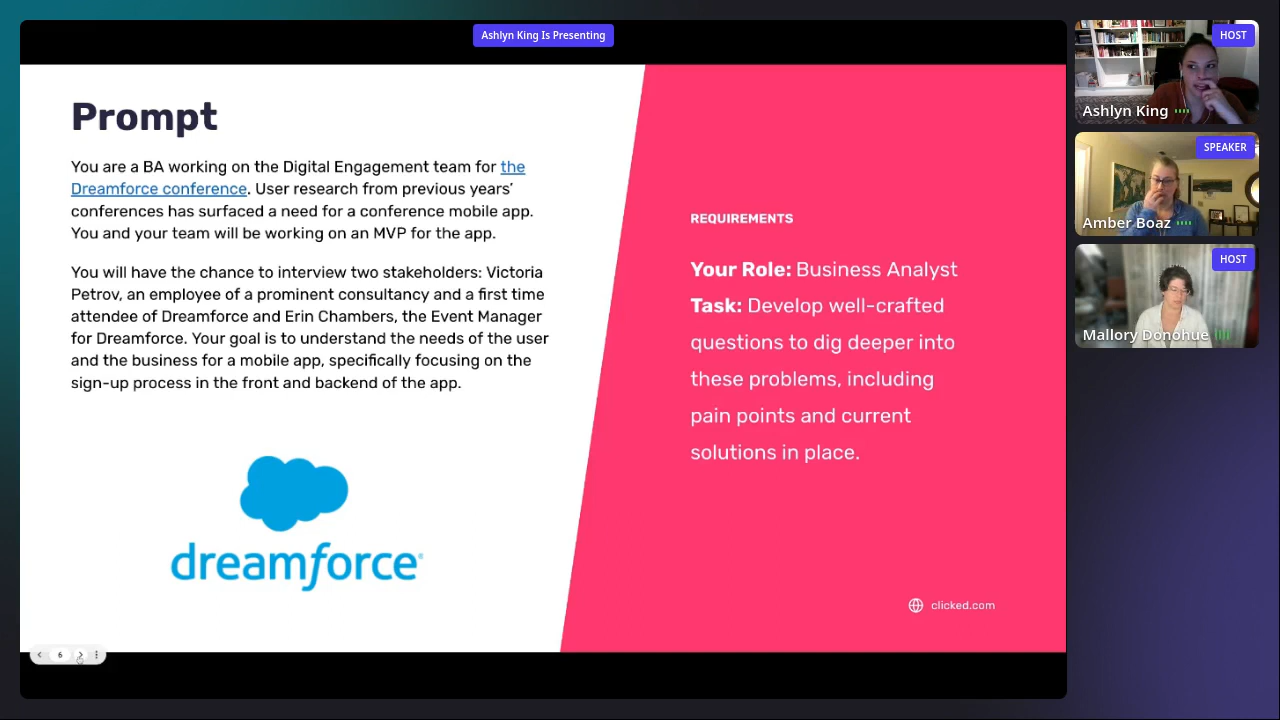 Ashlyn King Is Presenting
Prompt
You are a BA working on the Digital Engagement team for the
Dreamforce conference. User research from previous years’
conferences has surfaced a need for a conference mobile app.
You and your team will be working on an MVP for the app.
You will have the chance to interview two stakeholders: Victoria
Petrov, an employee of a prominent consultancy and a first time
attendee of Dreamforce and Erin Chambers, the Event Manager
for Dreamforce. Your goal is to understand the needs of the user
and the business for a mobile app, specifically focusing on the
sign-up process in the front and backend of the app.
dreamforce
REQUIREMENTS
Your Role: Business Analyst
Task: Develop well-crafted
questions to dig deeper into
these problems, including
pain points and current
solutions in place.
clicked.com
6
HOST
Ashlyn King
SPEAKER
Amber Boaz
HOST
Mallory Donohue